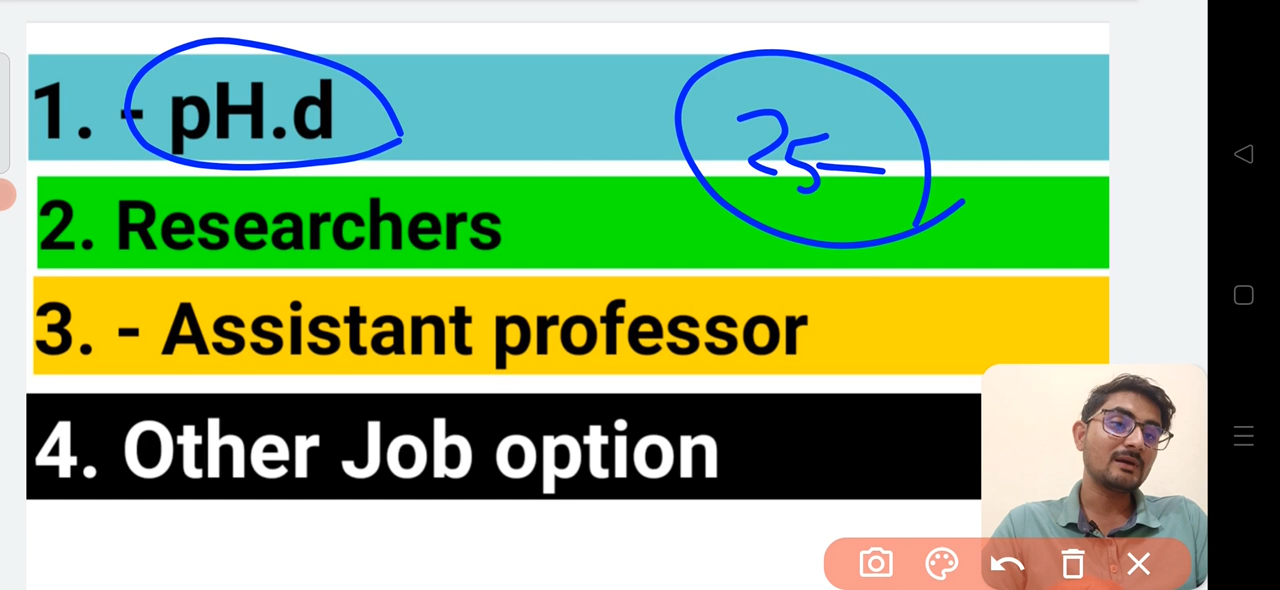 1. - pH.d
25-
2. Researchers
3. - Assistant professor
4. Other Job option